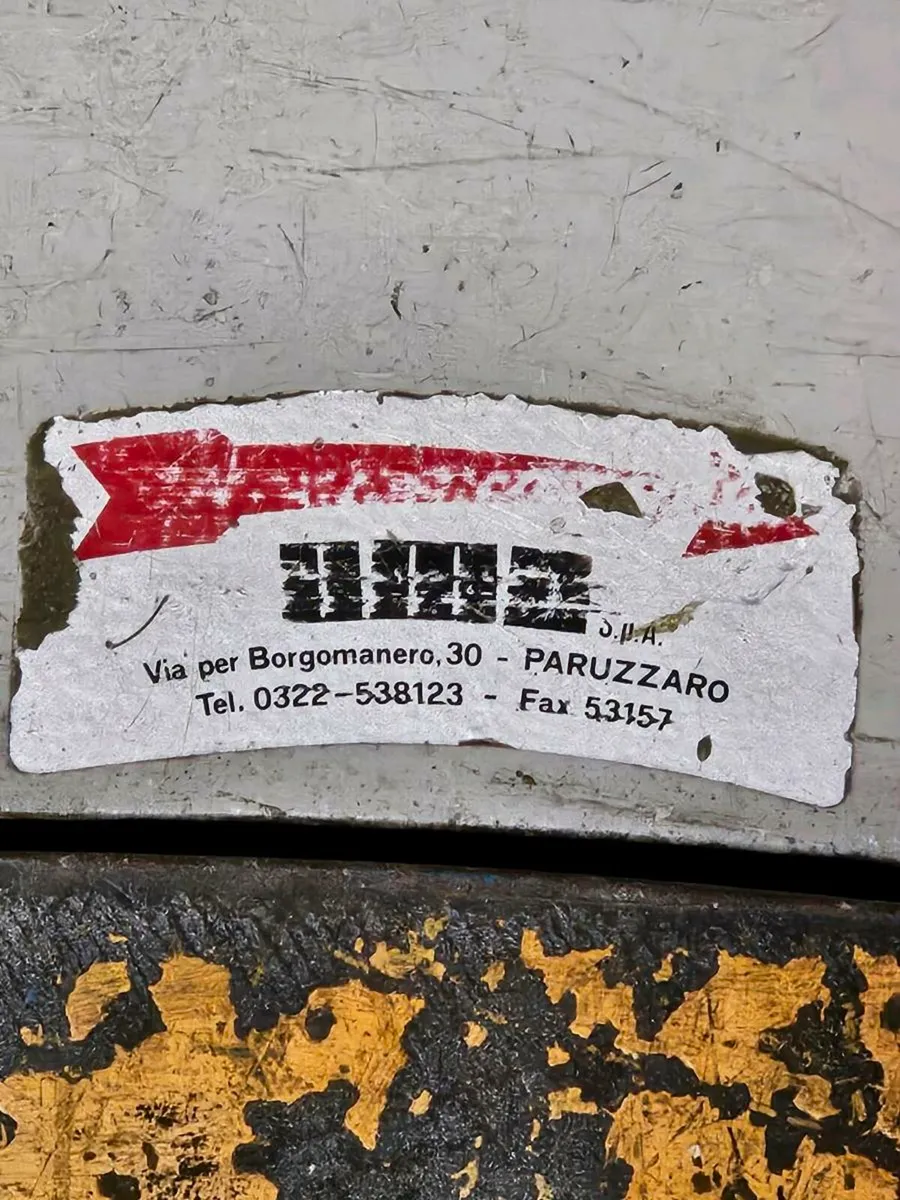 S.p.A.
Via per Borgomanero, 30 - PARUZZARO
Tel. 0322-538123 - Fax 53157